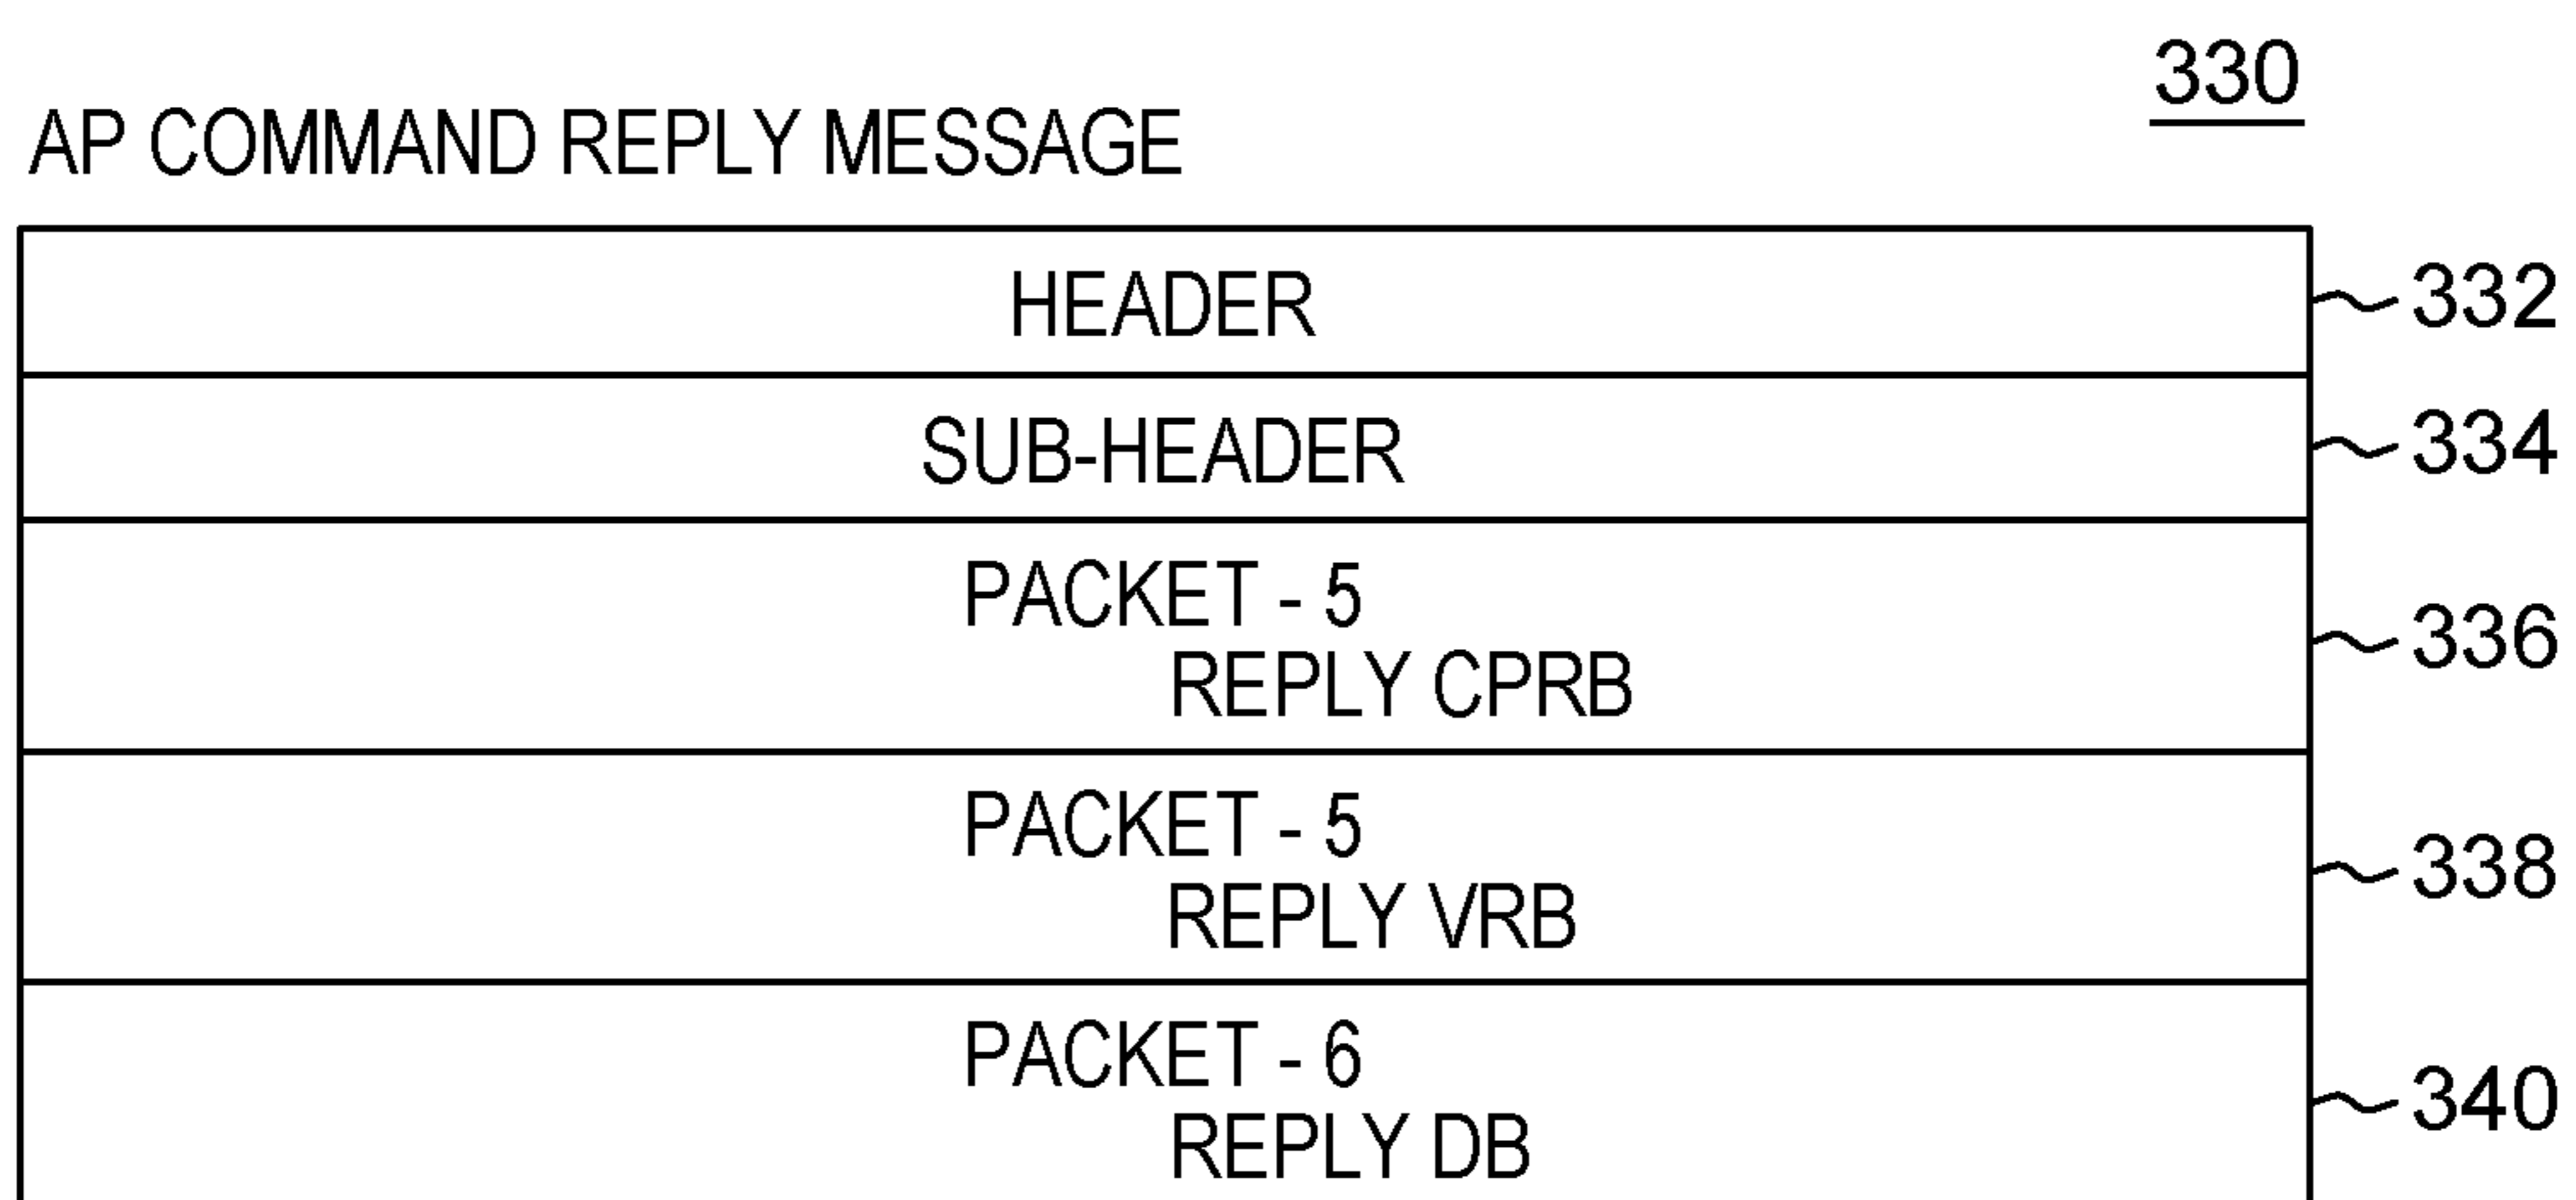 330
AP COMMAND REPLY MESSAGE
HEADER
332
SUB-HEADER
334
PACKET - 5
REPLY CPRB
336
PACKET - 5
REPLY VRB
338
PACKET - 6
REPLY DB
340